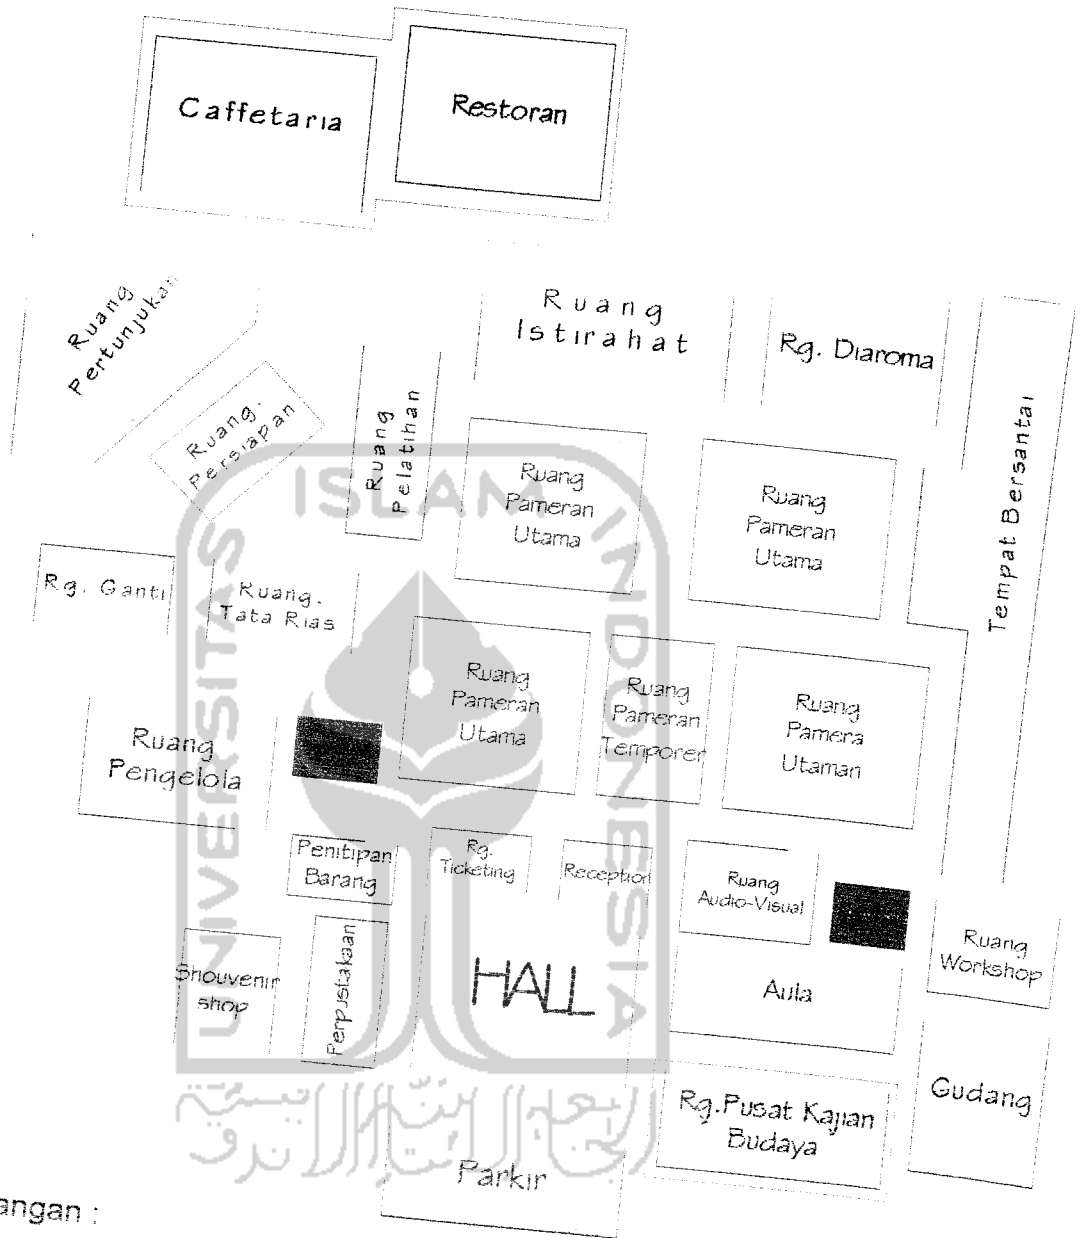 Caffetaria
Restoran
Ruang
Pertunjukan
Ruang
Istirahat
Rg. Diaroma
Ruang.
Persiapan
Ruang
Pelatihan
Tempat Bersantai
Ruang
Pameran
Utama
Ruang
Pameran
Utama
ISLAM
UNIVERSITAS
INDONESIA
Rg. Ganti
Ruang.
Tata Rias
Ruang
Pameran
Utama
Ruang
Pameran
Temporer
Ruang
Pamera
Utaman
Ruang
Pengelola
Penitipan
Barang
Rg.
Ticketing
Reception
Ruang
Audio-Visual
Ruang
Workshop
Shouvenir
shop
Perpustakaan
HALL
Aula
Gudang
Rg.Pusat Kajian
Budaya
Parkir
angan :